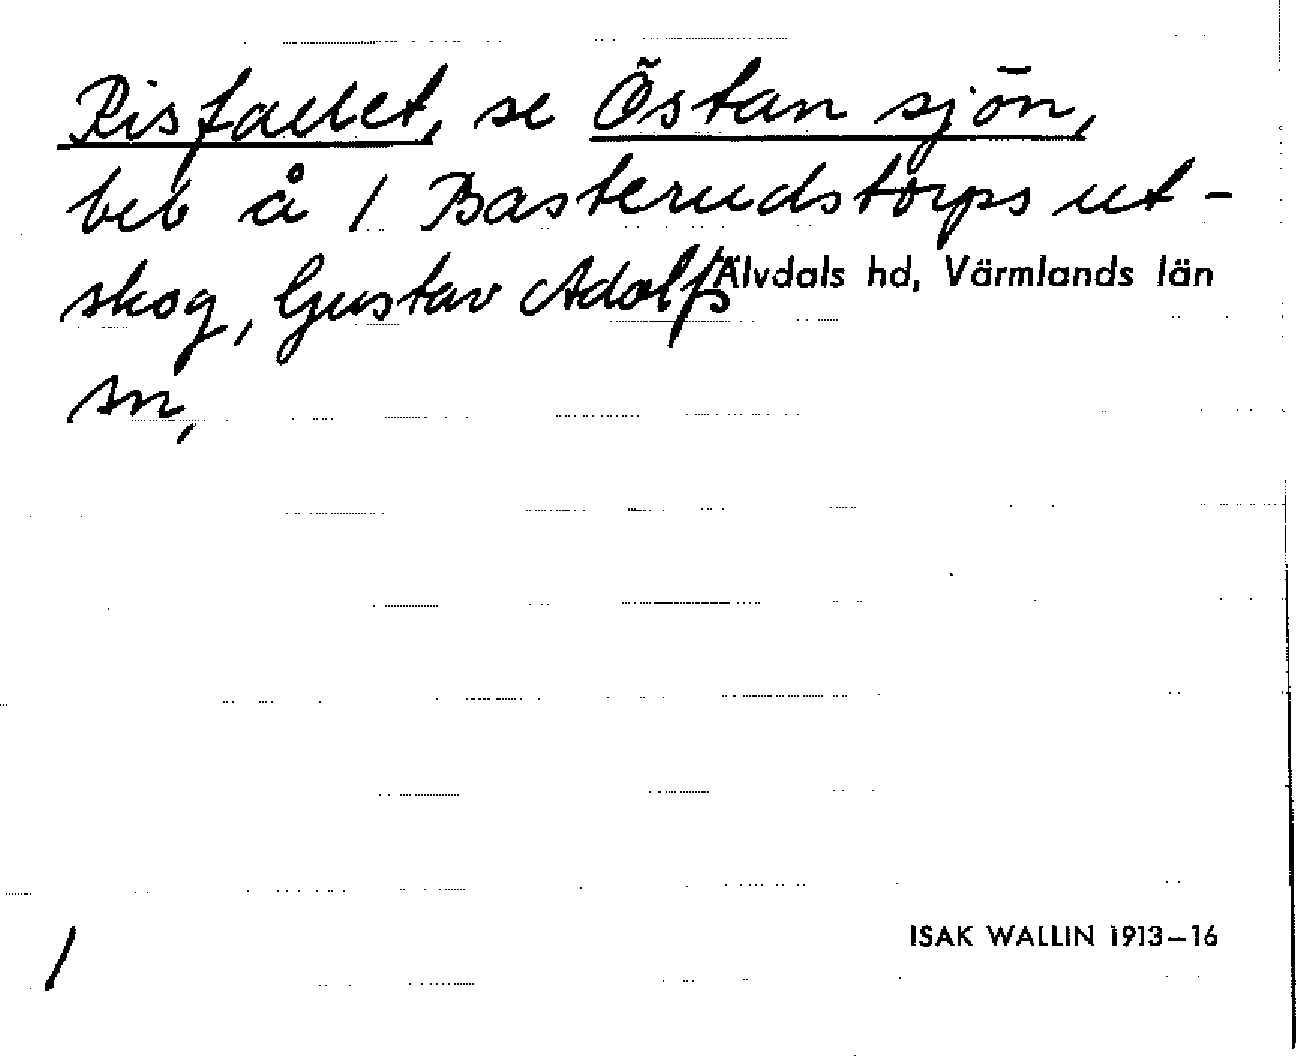 Risfallet, se Östan sjön,
beb å 1 Basterudstorps ut-
skog, Gustav Adolfs Älvdals hd, Värmlands län
sn,
/
ISAK WALLIN 1913–16